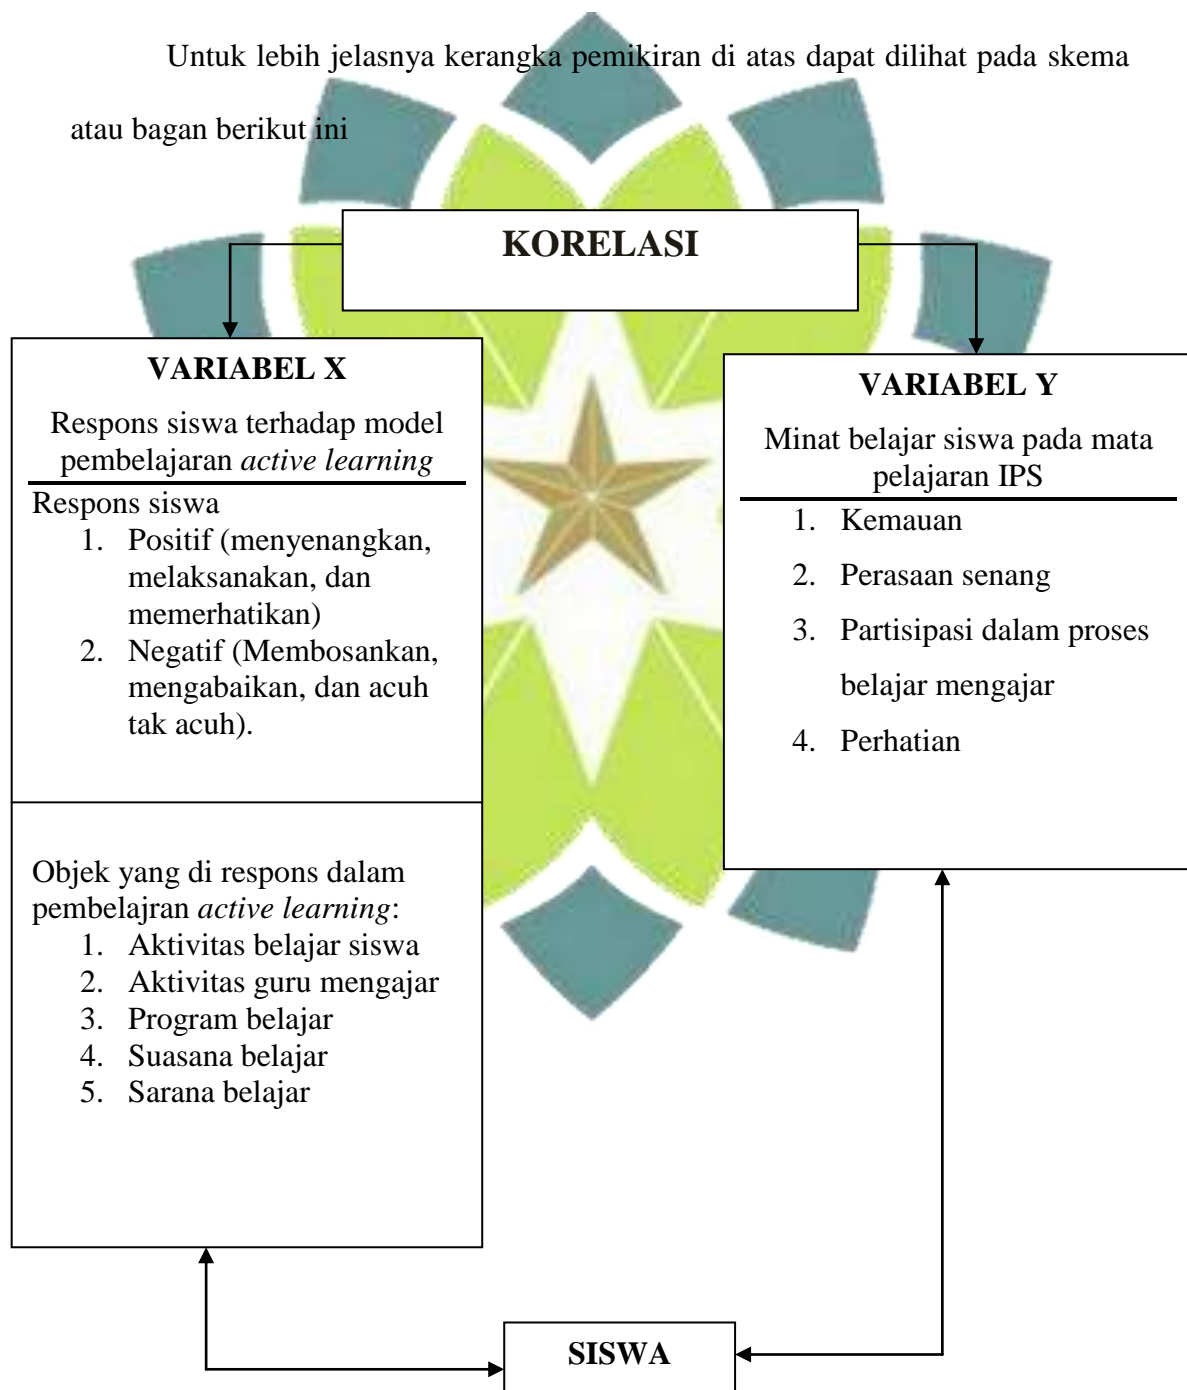 Untuk lebih jelasnya kerangka pemikiran di atas dapat dilihat pada skema
atau bagan berikut ini
KORELASI
VARIABEL X
Respons siswa terhadap model
pembelajaran active learning
Respons siswa
1. Positif (menyenangkan,
melaksanakan, dan
memerhatikan)
2. Negatif (Membosankan,
mengabaikan, dan acuh
tak acuh).
Objek yang di respons dalam
pembelajran active learning:
1. Aktivitas belajar siswa
2. Aktivitas guru mengajar
3. Program belajar
4. Suasana belajar
5. Sarana belajar
VARIABEL Y
Minat belajar siswa pada mata
pelajaran IPS
1. Kemauan
2. Perasaan senang
3. Partisipasi dalam proses
belajar mengajar
4. Perhatian
SISWA